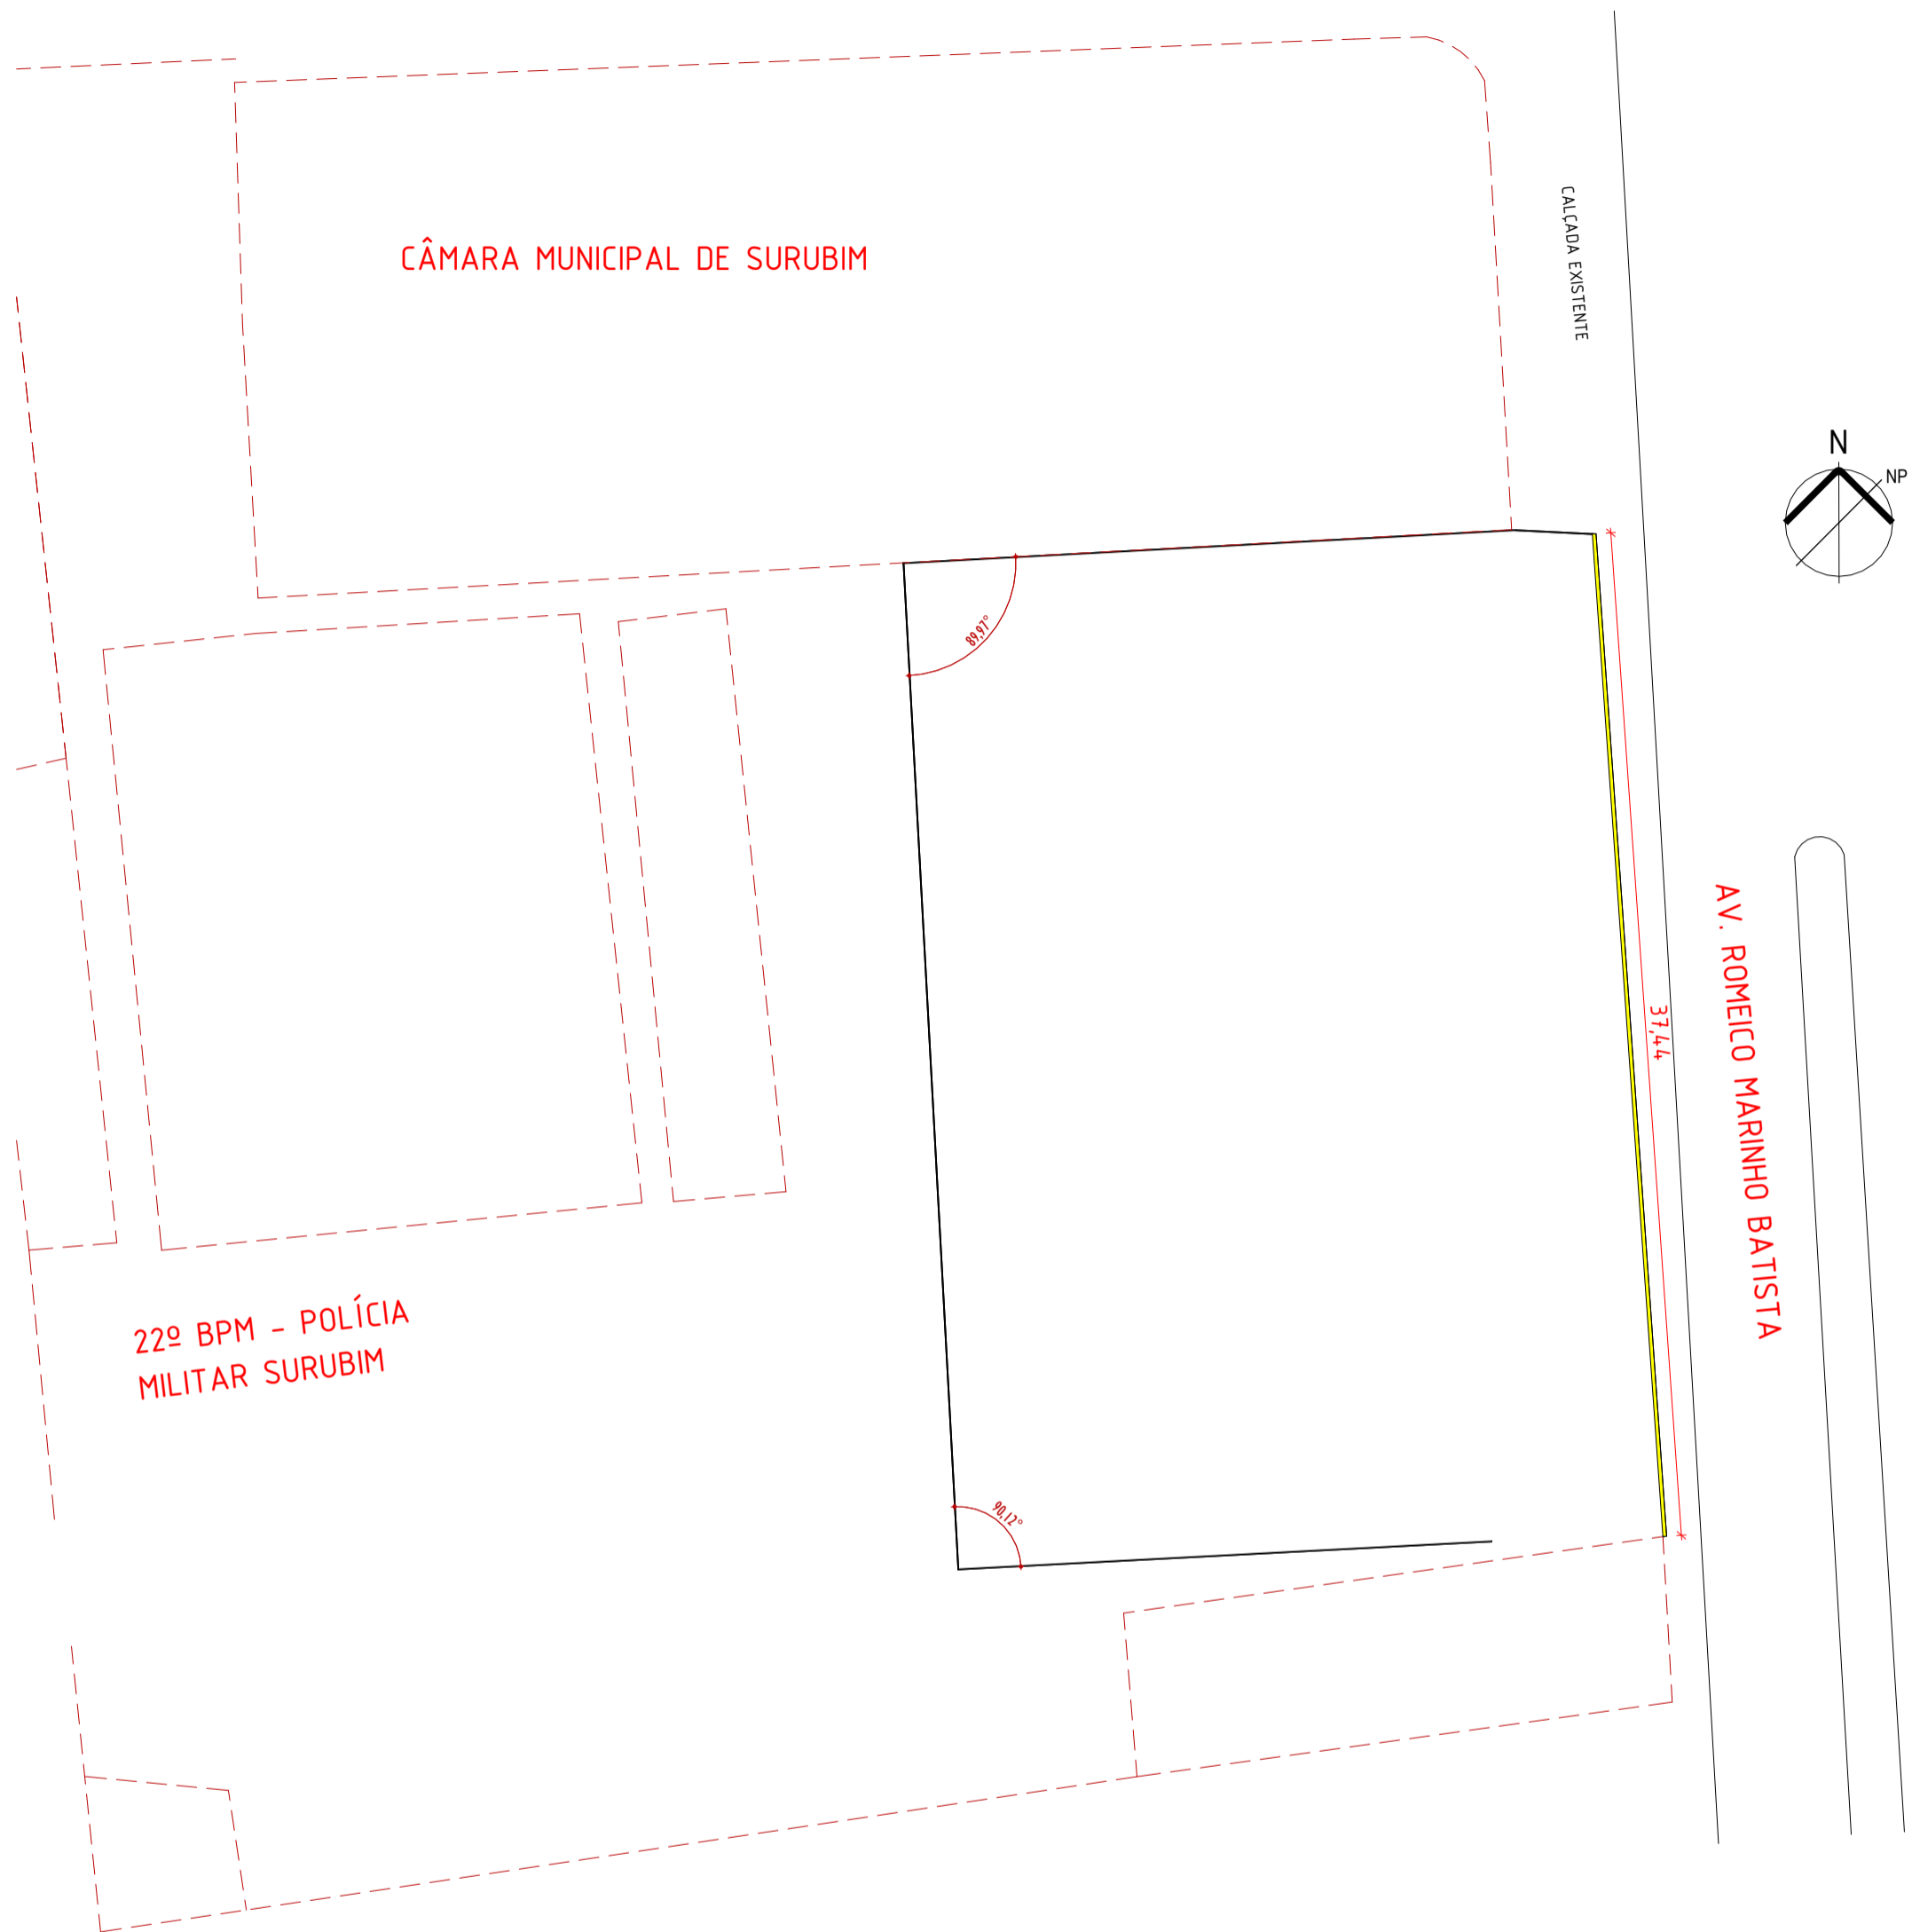 CÂMARA MUNICIPAL DE SURUBIM
CALÇADA EXISTENTE
N
NP
89,97°
37,44
AV. ROMEICO MARINHO BATISTA
22º BPM - POLÍCIA
MILITAR SURUBIM
90,12°